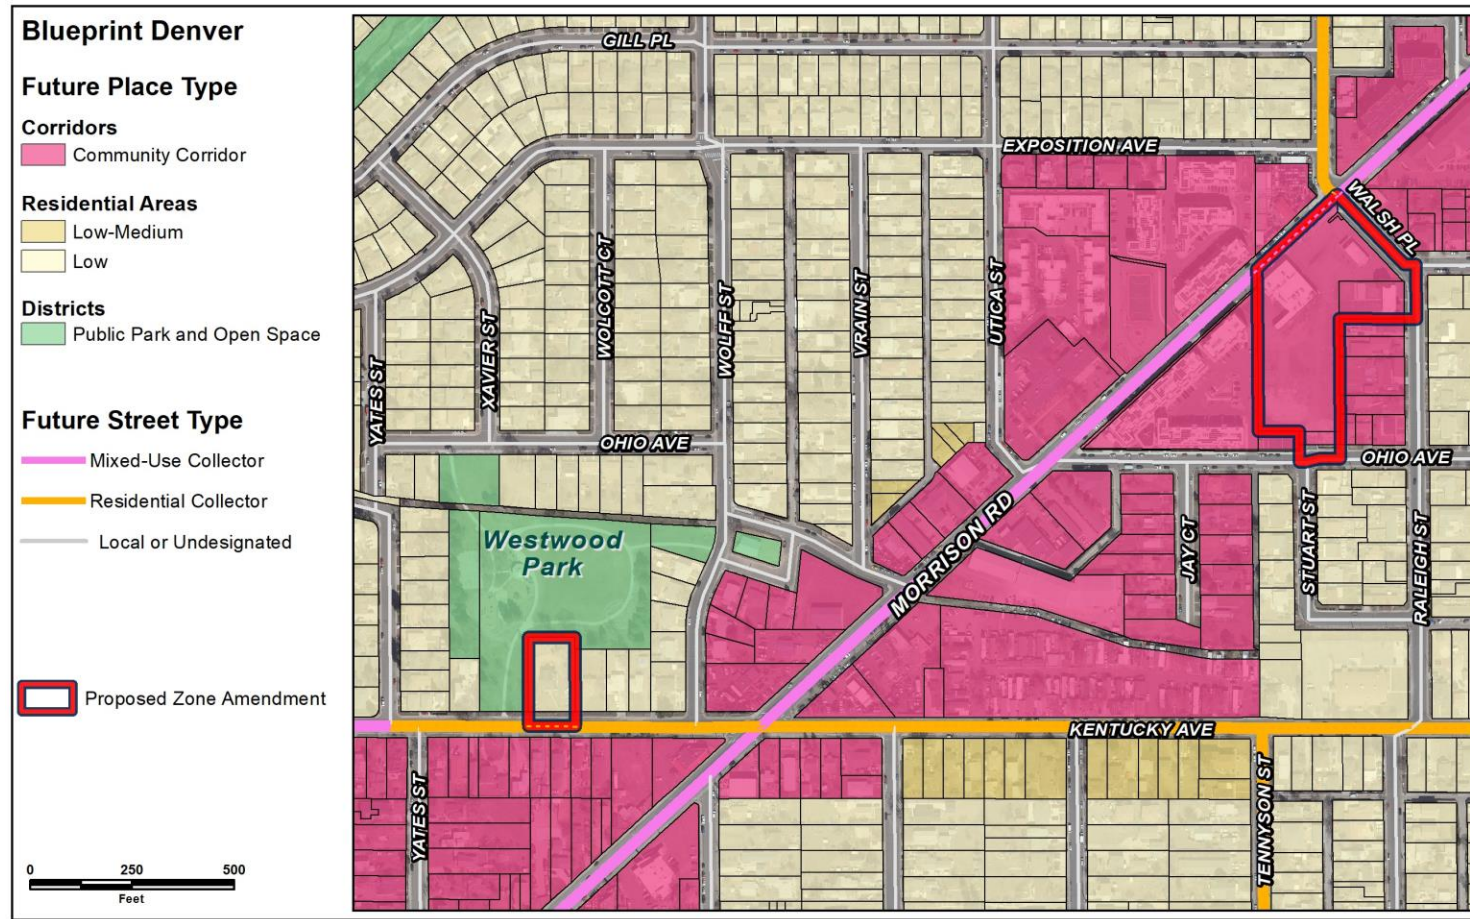 Blueprint Denver
Future Place Type
Corridors
Community Corridor
Residential Areas
Low-Medium
Low
Districts
Public Park and Open Space
Future Street Type
Mixed-Use Collector
Residential Collector
Local or Undesignated
Proposed Zone Amendment
0 250 500
Feet
GILL PL
EXPOSITION AVE
WALSH PL
WOLCOTT CT
WOLFF ST
VRAIN ST
UTICA ST
XAVIER ST
YATES ST
OHIO AVE
OHIO AVE
Westwood
Park
MORRISON RD
JAY CT
STUART ST
RALEIGH ST
KENTUCKY AVE
YATES ST
TENNYSON ST